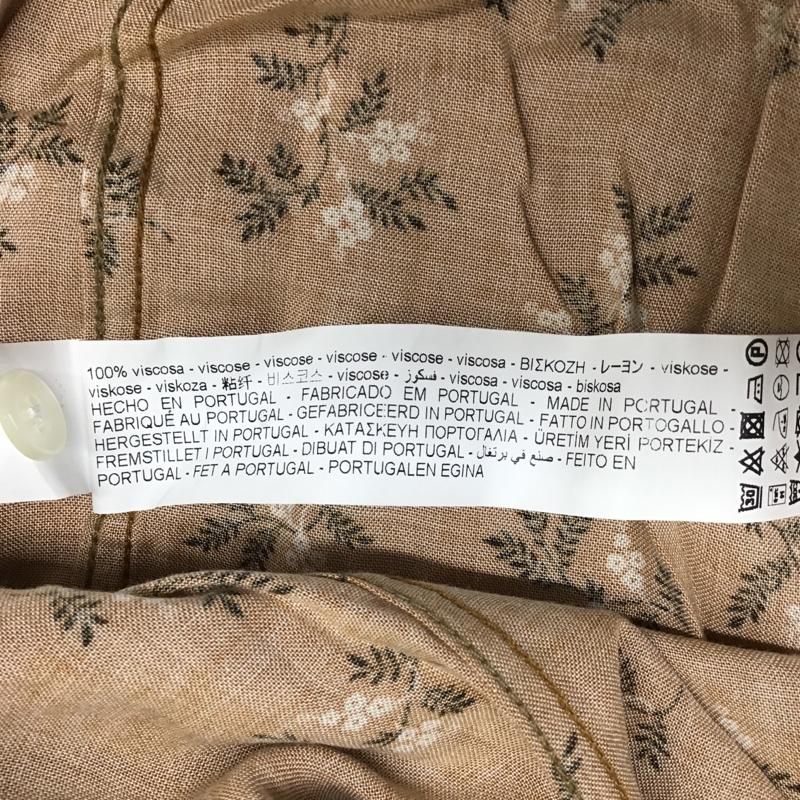 100% viscosa - viscose - viscose - viscose - viscose - viscosa - ΒΙΣΚΟΖΗ - レーヨン - viskose -
viskose - viskoza - 粘纤 - 비스코스 - viscose - فسكوز - viscosa - viscosa - biskosa
HECHO EN PORTUGAL - FABRICADO EM PORTUGAL - MADE IN PORTUGAL -
FABRIQUÉ AU PORTUGAL - GEFABRICEERD IN PORTUGAL - FATTO IN PORTOGALLO -
HERGESTELLT IN PORTUGAL - ΚΑΤΑΣΚΕΥΗ ΠΟΡΤΟΓΑΛΙΑ - ÜRETİM YERİ PORTEKIZ -
FREMSTILLET I PORTUGAL - DIBUAT DI PORTUGAL - صنع في برتغال - FEITO EN
PORTUGAL - FET A PORTUGAL - PORTUGALEN EGINA
P
30